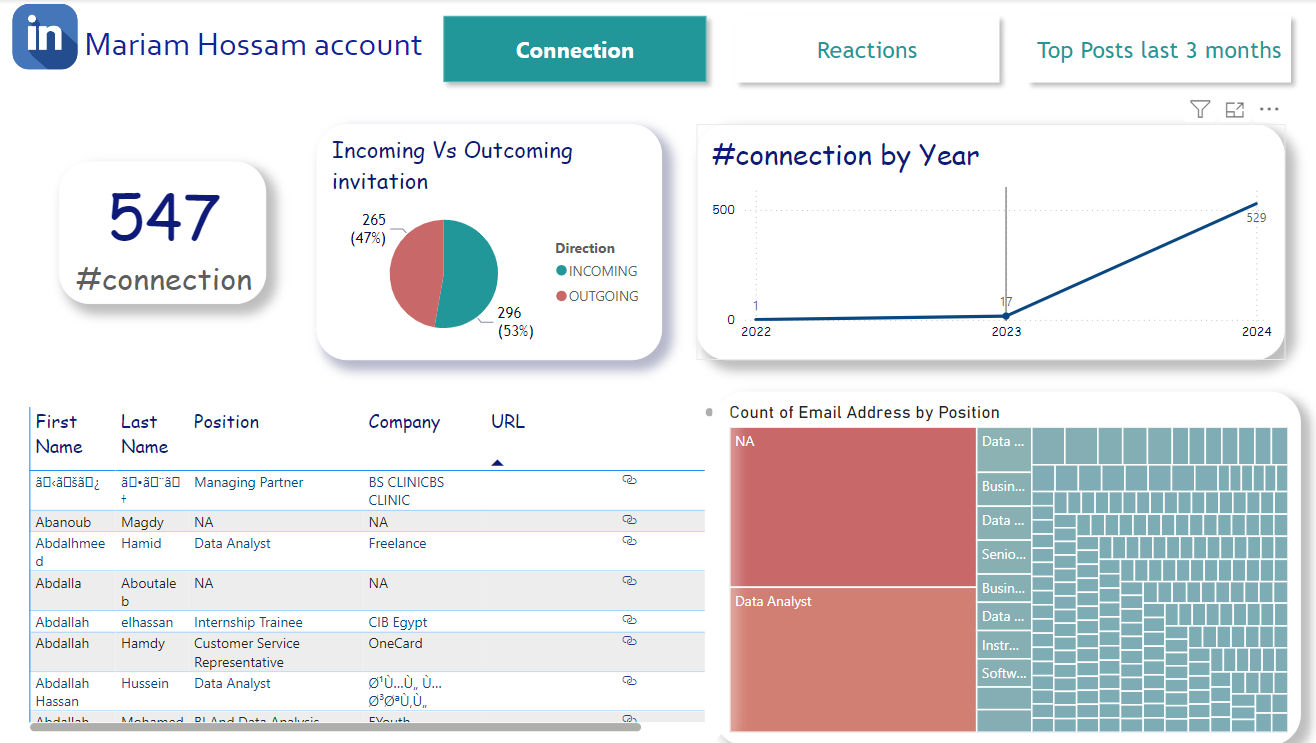 in
Mariam Hossam account
Connection
Reactions
Top Posts last 3 months
547
#connection
Incoming Vs Outcoming
invitation
265
(47%)
296
(53%)
Direction
INCOMING
OUTGOING
#connection by Year
500
0
1
17
529
2022
2023
2024
First Name Last Name Position Company URL
Managing Partner BS CLINICBS CLINIC
Abanoub Magdy NA NA
Abdalhmeed Hamid Data Analyst Freelance
Abdalla Aboutaleb NA NA
Abdallah elhassan Internship Trainee CIB Egypt
Abdallah Hamdy Customer Service Representative OneCard
Abdallah Hassan Hussein Data Analyst
Abdallah Mohamed BI And Data Analysis EYouth
Count of Email Address by Position
NA
Data Analyst
Data ...
Busin...
Data ...
Senio...
Busin...
Data ...
Instr...
Softw...